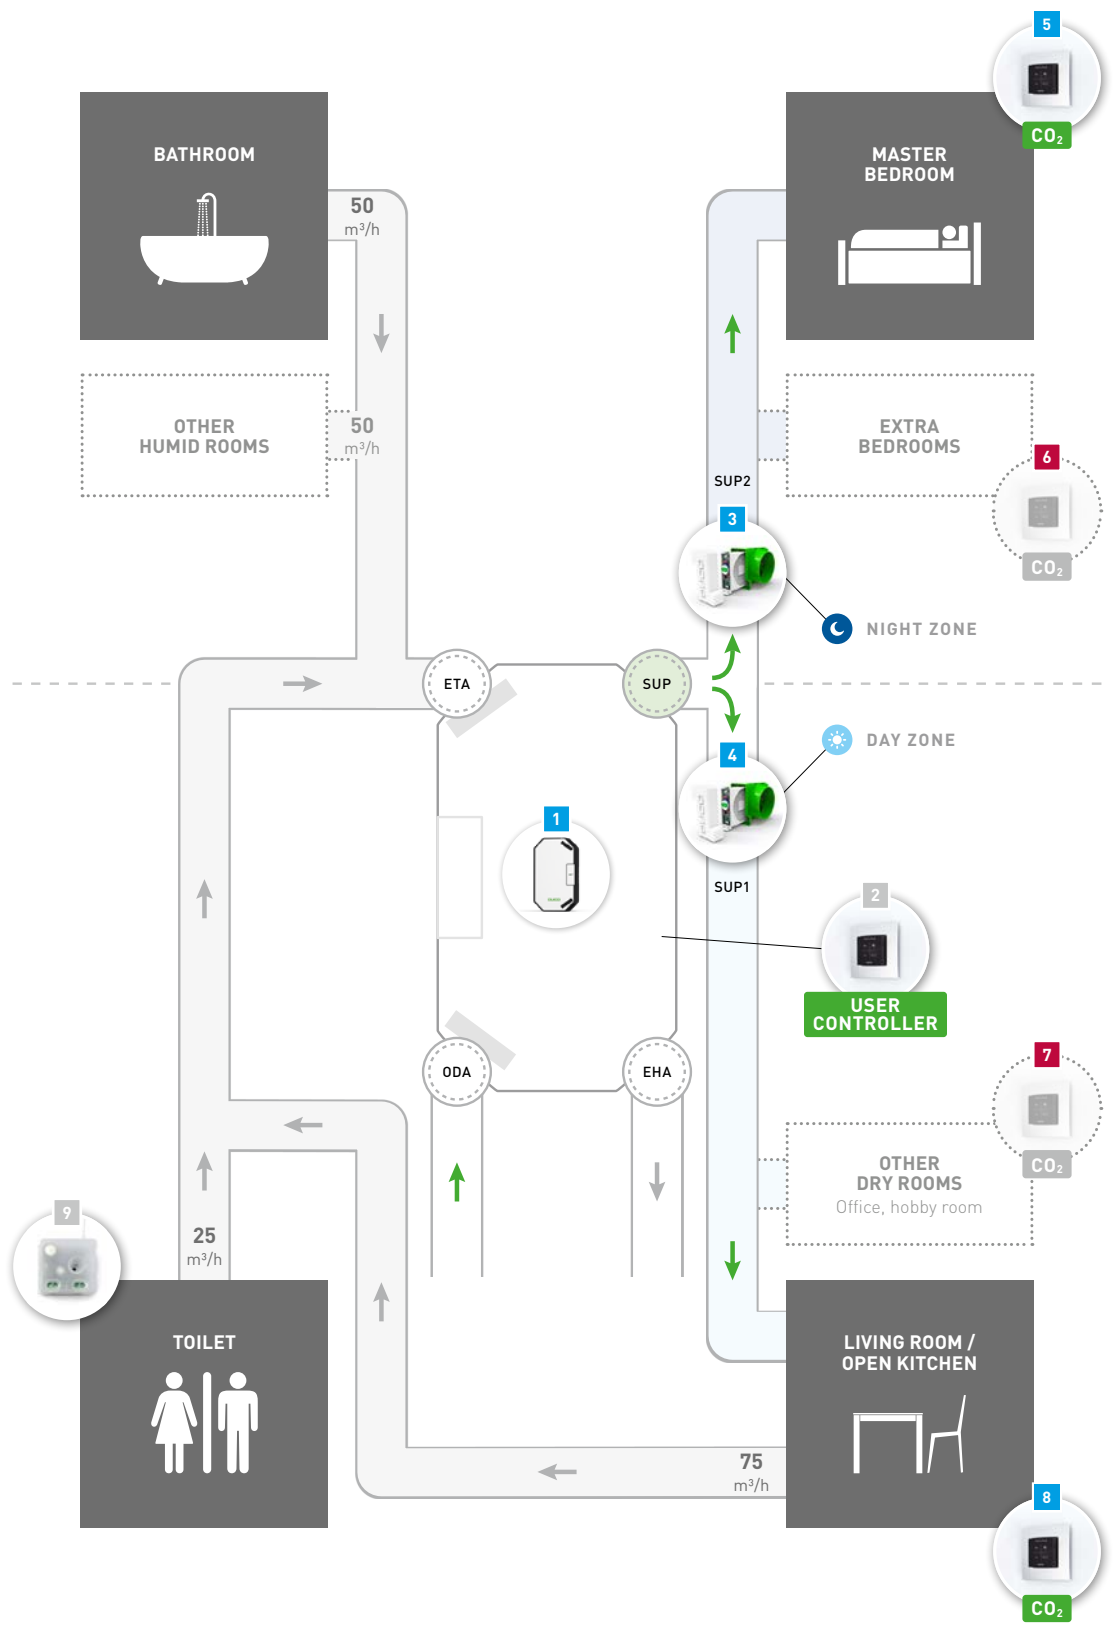 5
CO₂
BATHROOM
MASTER
BEDROOM
50
m³/h
OTHER
HUMID ROOMS
50
m³/h
EXTRA
BEDROOMS
6
CO₂
SUP2
3
NIGHT ZONE
ETA
SUP
DAY ZONE
4
1
SUP1
2
USER
CONTROLLER
ODA
EHA
7
CO₂
OTHER
DRY ROOMS
Office, hobby room
9
25
m³/h
TOILET
LIVING ROOM /
OPEN KITCHEN
75
m³/h
8
CO₂